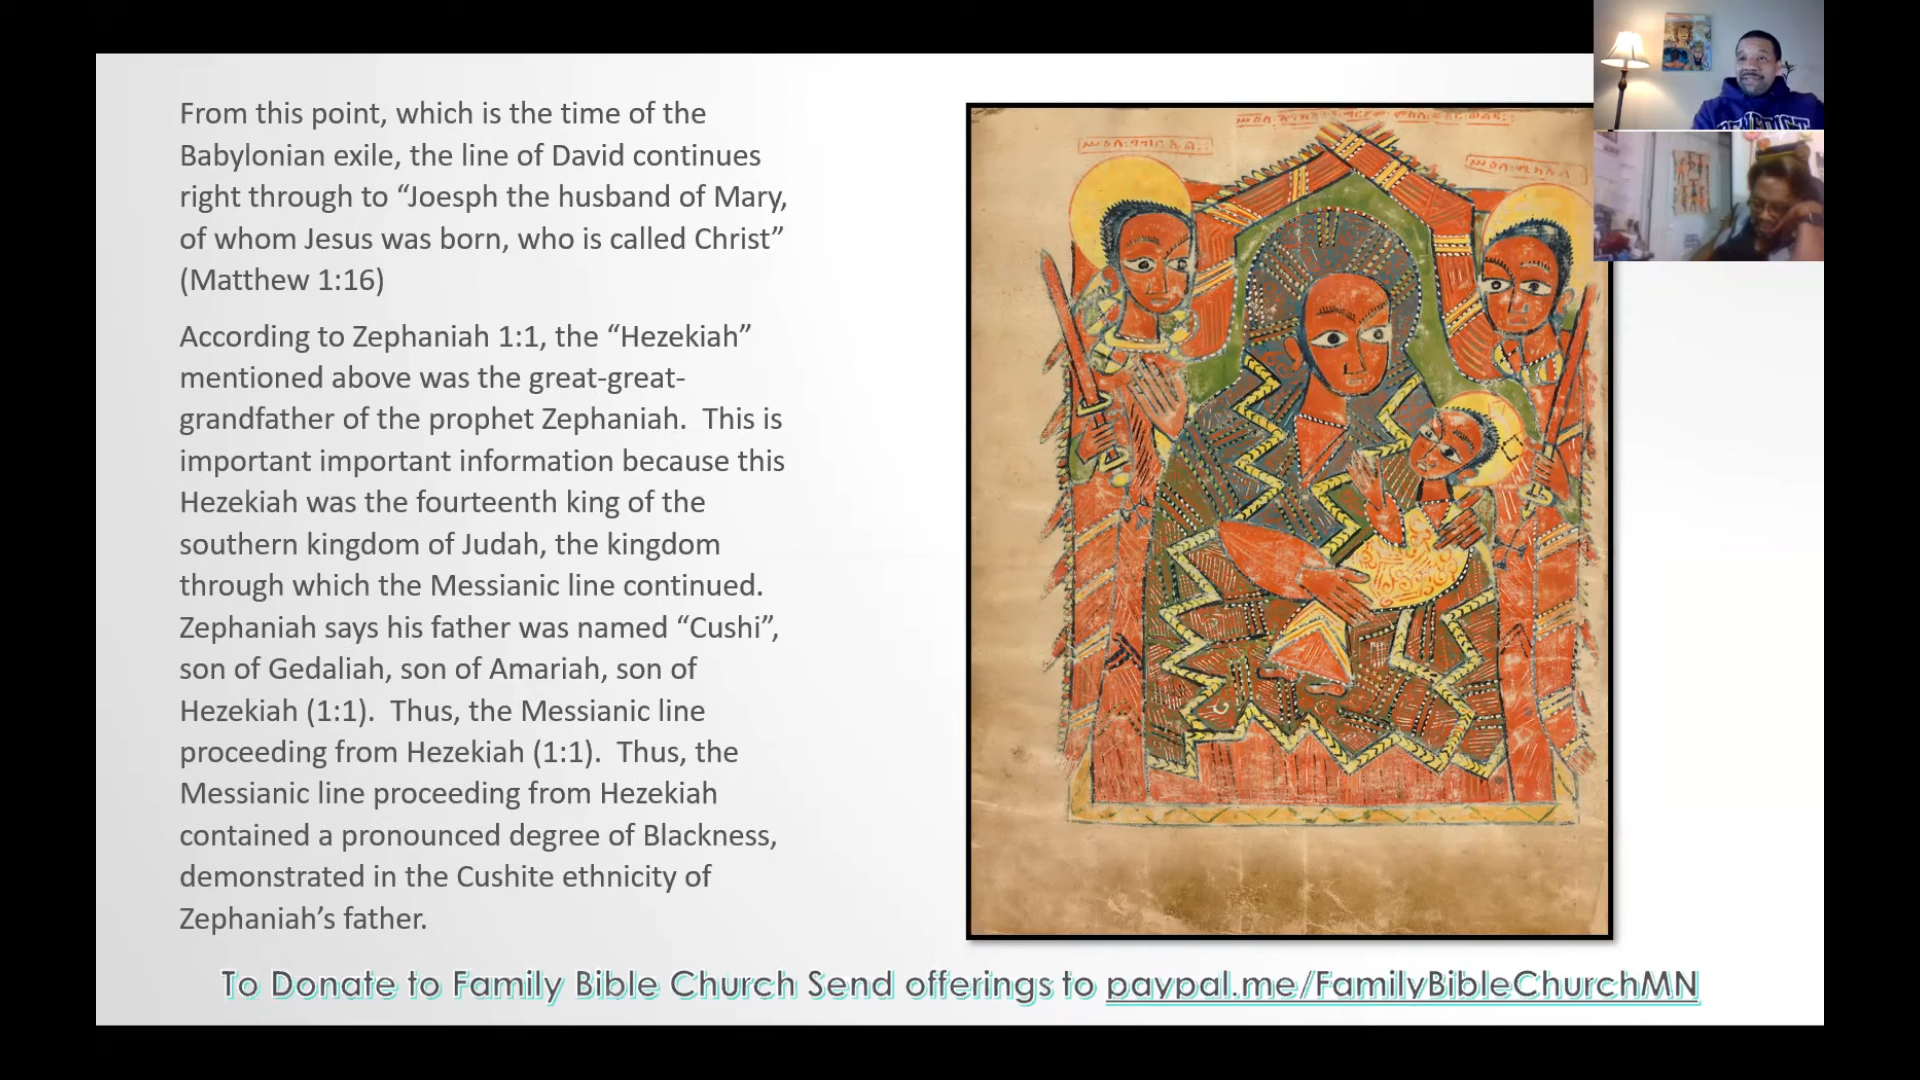 From this point, which is the time of the
Babylonian exile, the line of David continues
right through to “Joesph the husband of Mary,
of whom Jesus was born, who is called Christ”
(Matthew 1:16)
According to Zephaniah 1:1, the “Hezekiah”
mentioned above was the great-great-
grandfather of the prophet Zephaniah.  This is
important important information because this
Hezekiah was the fourteenth king of the
southern kingdom of Judah, the kingdom
through which the Messianic line continued.
Zephaniah says his father was named “Cushi”,
son of Gedaliah, son of Amariah, son of
Hezekiah (1:1).  Thus, the Messianic line
proceeding from Hezekiah (1:1).  Thus, the
Messianic line proceeding from Hezekiah
contained a pronounced degree of Blackness,
demonstrated in the Cushite ethnicity of
Zephaniah’s father.
To Donate to Family Bible Church Send offerings to paypal.me/FamilyBibleChurchMN